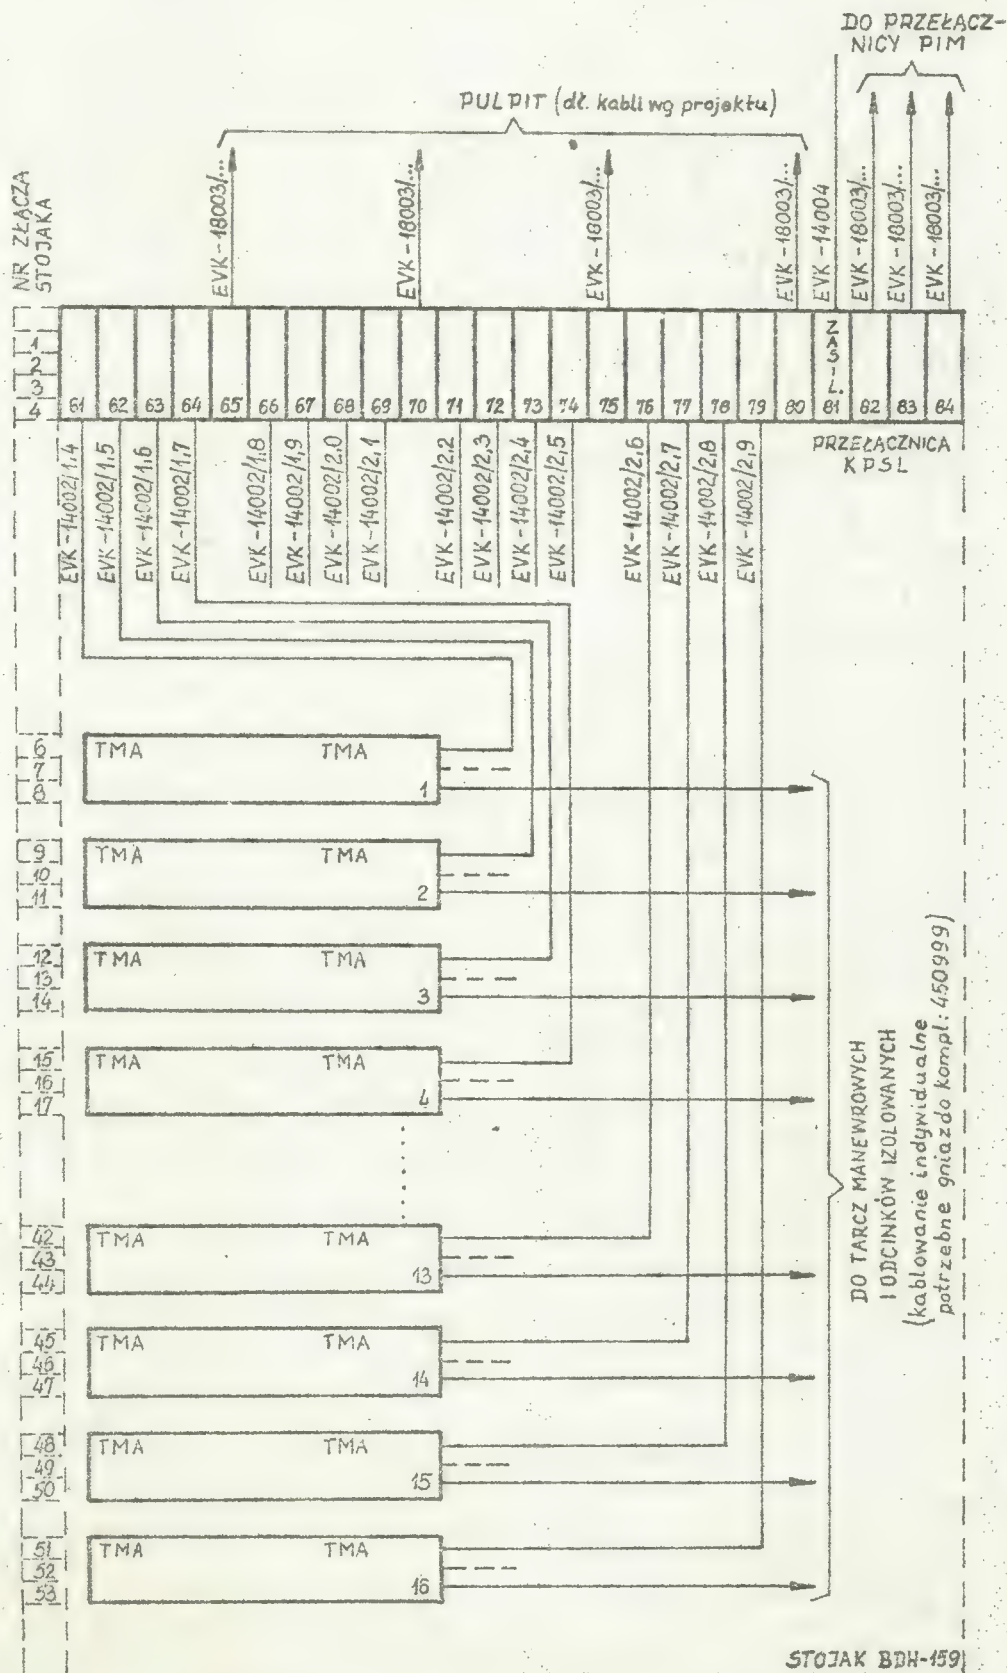 DO PRZEŁĄCZ-
NICY PIM
PULPIT (dł. kabli wg projektu)
NR ZŁĄCZA
STOJAKA
EVK-18003/...
EVK-18003/...
EVK-18003/...
EVK-18003/...
EVK-14004
EVK-18003/...
EVK-18003/...
EVK-18003/...
1
2
3
4
ZASIL.
61 62 63 64 65 66 67 68 69 70 71 72 73 74 75 76 77 78 79 80 81 82 83 84
PRZEŁĄCZNICA
KPSL
EVK-14002/1,4
EVK-14002/1,5
EVK-14002/1,6
EVK-14002/1,7
EVK-14002/1,8
EVK-14002/1,9
EVK-14002/2,0
EVK-14002/2,1
EVK-14002/2,2
EVK-14002/2,3
EVK-14002/2,4
EVK-14002/2,5
EVK-14002/2,6
EVK-14002/2,7
EVK-14002/2,8
EVK-14002/2,9
6 TMA TMA
7
8 1
9 TMA TMA
10
11 2
12 TMA TMA
13
14 3
15 TMA TMA
16
17 4
42 TMA TMA
43
44 13
45 TMA TMA
46
47 14
48 TMA TMA
49
50 15
51 TMA TMA
52
53 16
DO TARCZ MANEWROWYCH
I ODCINKÓW IZOLOWANYCH
(kablowanie indywidualne
potrzebne gniazdo kompl: 450999)
STOJAK BDH-159